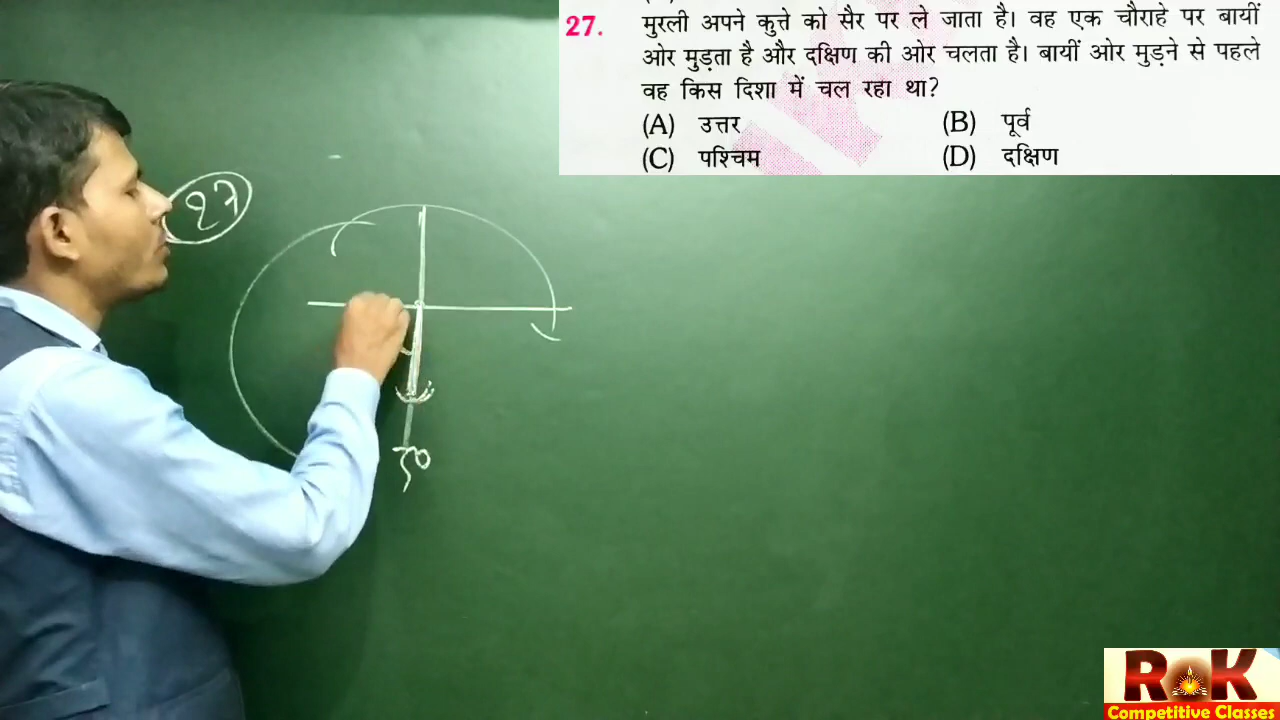 27. मुरली अपने कुत्ते को सैर पर ले जाता है। वह एक चौराहे पर बायीं
ओर मुड़ता है और दक्षिण की ओर चलता है। बायीं ओर मुड़ने से पहले
वह किस दिशा में चल रहा था?
(A) उत्तर (B) पूर्व
(C) पश्चिम (D) दक्षिण
27
द०
RK
Competitive Classes